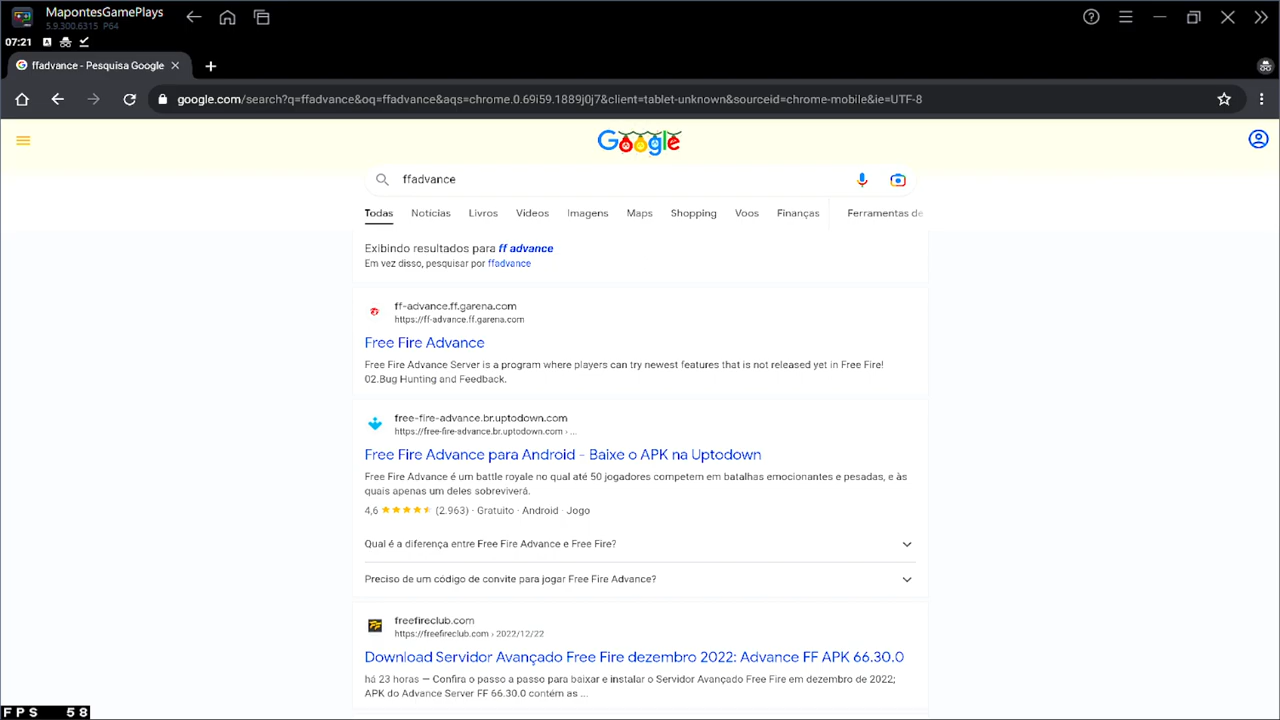 MapontesGamePlays
5.9.300.6315 P64
07:21
ffadvance - Pesquisa Google
google.com/search?q=ffadvance&oq=ffadvance&aqs=chrome.0.69i59.1889j0j7&client=tablet-unknown&sourceid=chrome-mobile&ie=UTF-8
Google
ffadvance
Todas Notícias Livros Vídeos Imagens Maps Shopping Voos Finanças Ferramentas de
Exibindo resultados para ff advance
Em vez disso, pesquisar por ffadvance
ff-advance.ff.garena.com
https://ff-advance.ff.garena.com
Free Fire Advance
Free Fire Advance Server is a program where players can try newest features that is not released yet in Free Fire!
02.Bug Hunting and Feedback.
free-fire-advance.br.uptodown.com
https://free-fire-advance.br.uptodown.com › ...
Free Fire Advance para Android - Baixe o APK na Uptodown
Free Fire Advance é um battle royale no qual até 50 jogadores competem em batalhas emocionantes e pesadas, e às
quais apenas um deles sobreviverá.
4,6 (2.963) · Gratuito · Android · Jogo
Qual é a diferença entre Free Fire Advance e Free Fire?
Preciso de um código de convite para jogar Free Fire Advance?
freefireclub.com
https://freefireclub.com › 2022/12/22
Download Servidor Avançado Free Fire dezembro 2022: Advance FF APK 66.30.0
há 23 horas — Confira o passo a passo para baixar e instalar o Servidor Avançado Free Fire em dezembro de 2022;
APK do Advance Server FF 66.30.0 contém as ...
FPS 58